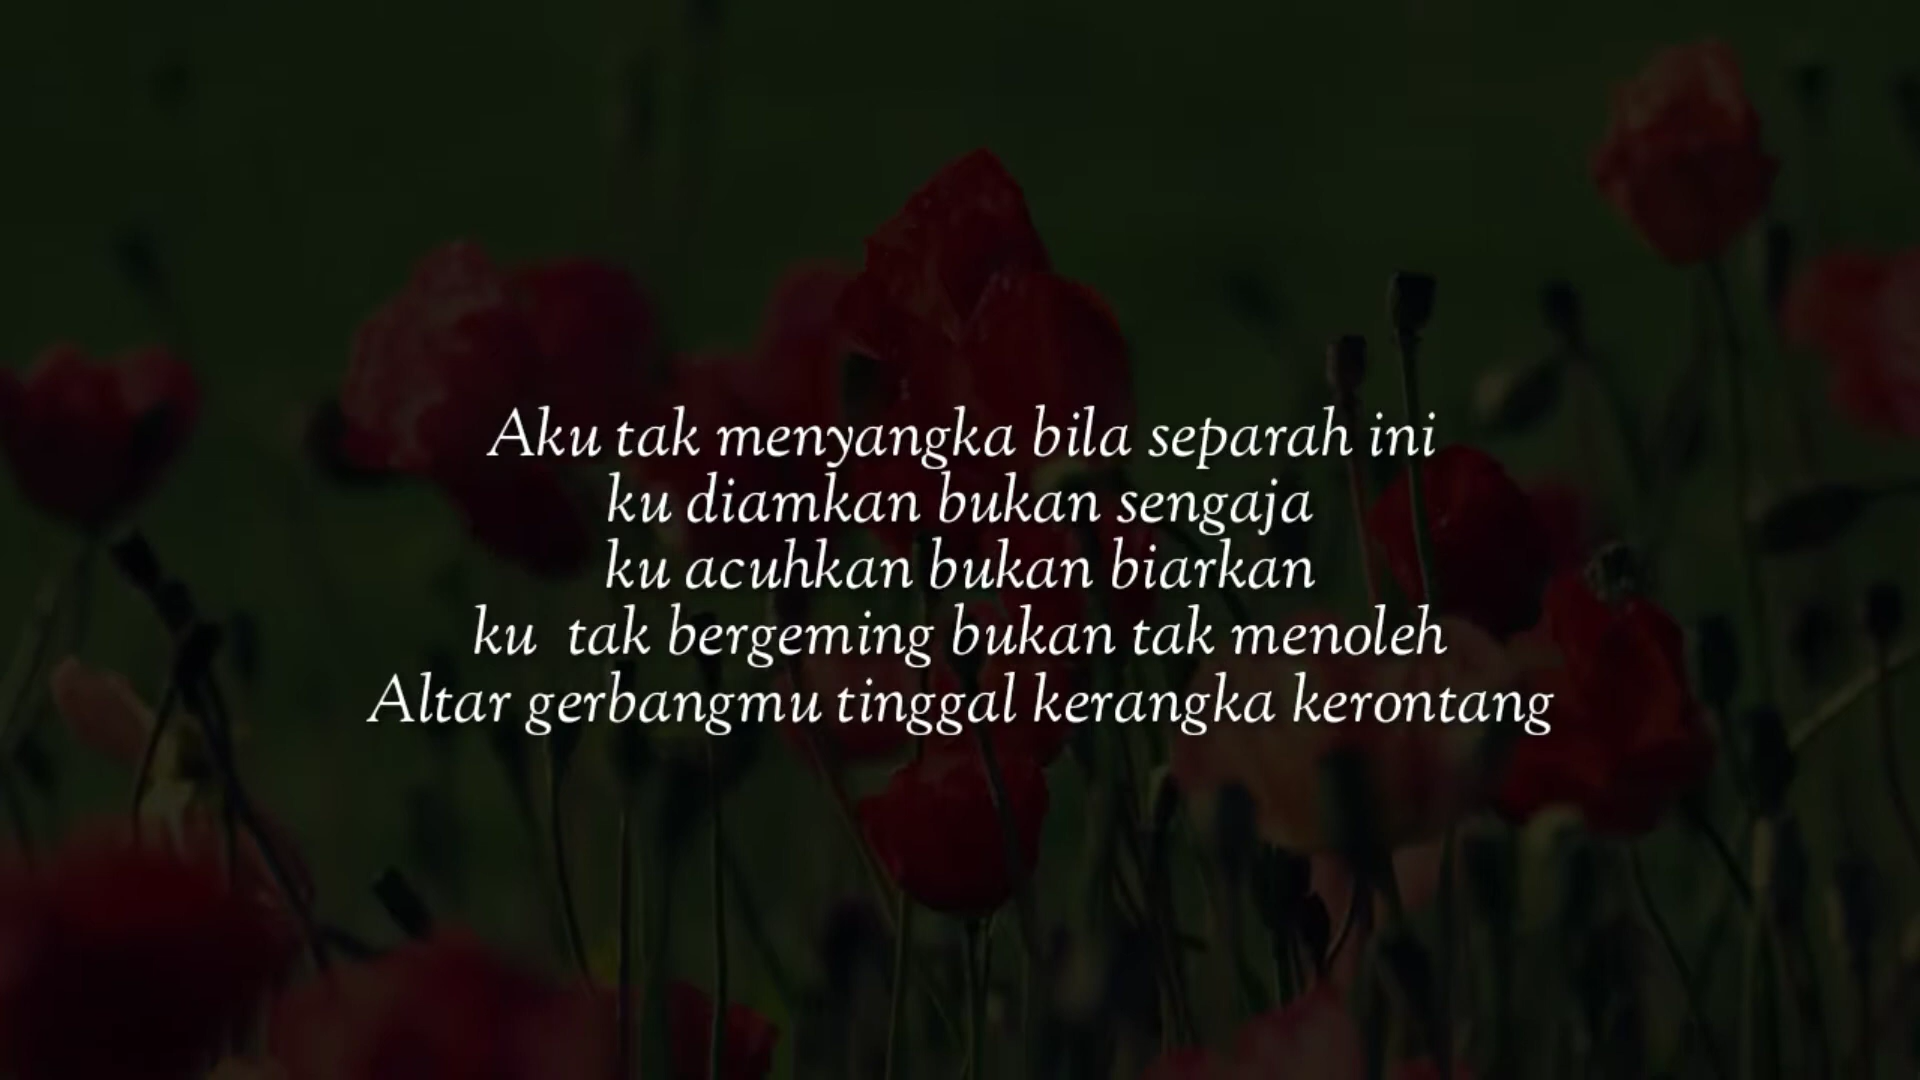 Aku tak menyangka bila separah ini
ku diamkan bukan sengaja
ku acuhkan bukan biarkan
ku  tak bergeming bukan tak menoleh
Altar gerbangmu tinggal kerangka kerontang